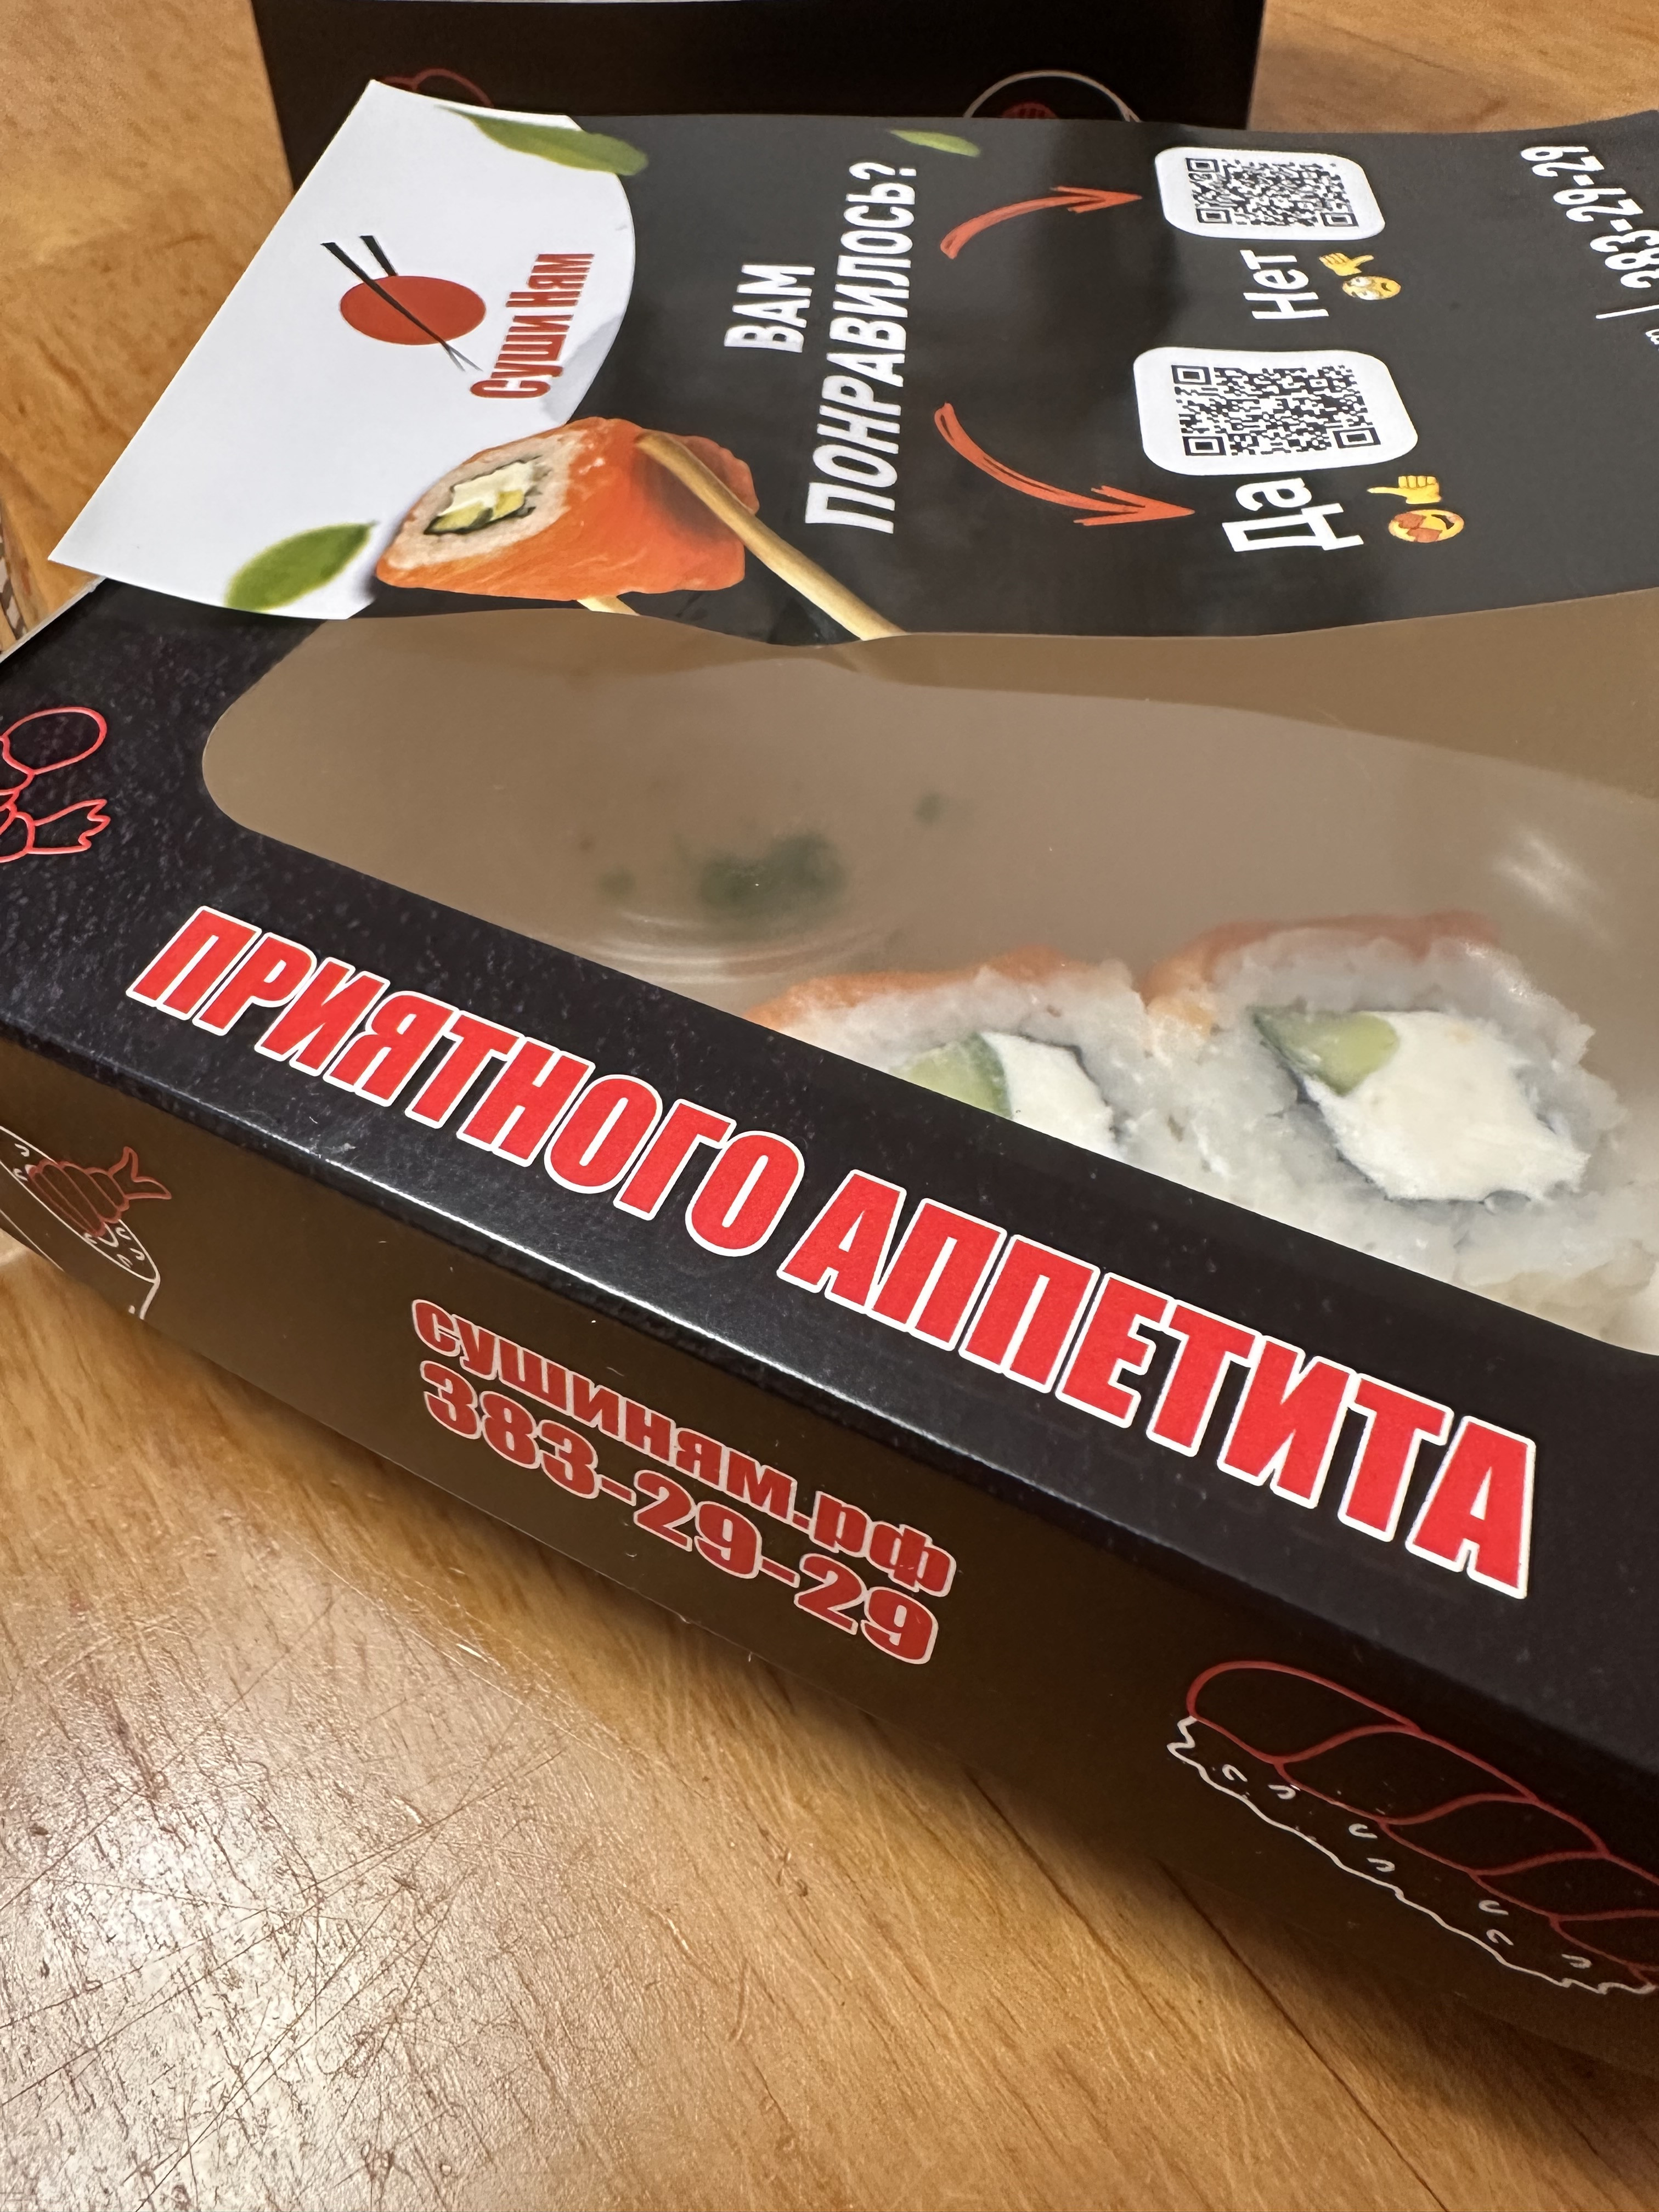 Суши Ням
ВАМ
ПОНРАВИЛОСЬ?
Да
Нет
383-29-29
ПРИЯТНОГО АППЕТИТА
сушиням.рф
383-29-29